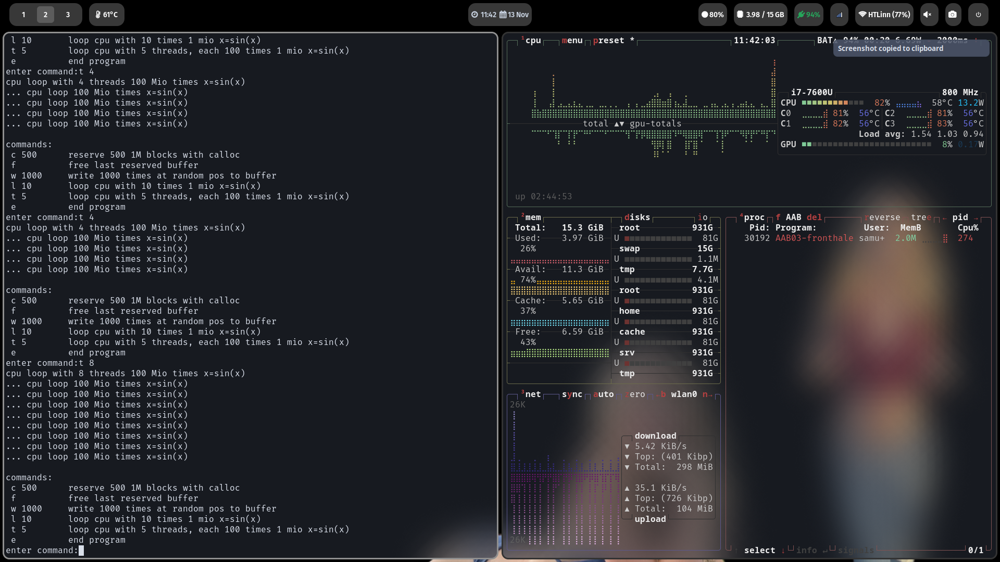 1 2 3 61°C 11:42 13 Nov 80% 3.98 / 15 GB 94% HTLinn (77%)
l 10 loop cpu with 10 times 1 mio x=sin(x)
t 5 loop cpu with 5 threads, each 100 times 1 mio x=sin(x)
e end program
enter command:t 4
cpu loop with 4 threads 100 Mio times x=sin(x)
... cpu loop 100 Mio times x=sin(x)
... cpu loop 100 Mio times x=sin(x)
... cpu loop 100 Mio times x=sin(x)
... cpu loop 100 Mio times x=sin(x)
commands:
c 500 reserve 500 1M blocks with calloc
f free last reserved buffer
w 1000 write 1000 times at random pos to buffer
l 10 loop cpu with 10 times 1 mio x=sin(x)
t 5 loop cpu with 5 threads, each 100 times 1 mio x=sin(x)
e end program
enter command:t 4
cpu loop with 4 threads 100 Mio times x=sin(x)
... cpu loop 100 Mio times x=sin(x)
... cpu loop 100 Mio times x=sin(x)
... cpu loop 100 Mio times x=sin(x)
... cpu loop 100 Mio times x=sin(x)
commands:
c 500 reserve 500 1M blocks with calloc
f free last reserved buffer
w 1000 write 1000 times at random pos to buffer
l 10 loop cpu with 10 times 1 mio x=sin(x)
t 5 loop cpu with 5 threads, each 100 times 1 mio x=sin(x)
e end program
enter command:t 8
cpu loop with 8 threads 100 Mio times x=sin(x)
... cpu loop 100 Mio times x=sin(x)
... cpu loop 100 Mio times x=sin(x)
... cpu loop 100 Mio times x=sin(x)
... cpu loop 100 Mio times x=sin(x)
... cpu loop 100 Mio times x=sin(x)
... cpu loop 100 Mio times x=sin(x)
... cpu loop 100 Mio times x=sin(x)
... cpu loop 100 Mio times x=sin(x)
commands:
c 500 reserve 500 1M blocks with calloc
f free last reserved buffer
w 1000 write 1000 times at random pos to buffer
l 10 loop cpu with 10 times 1 mio x=sin(x)
t 5 loop cpu with 5 threads, each 100 times 1 mio x=sin(x)
e end program
enter command:
¹cpu menu preset * 11:42:03 BAT▲ 94% 00:20 6.69W - 2000ms +
Screenshot copied to clipboard
i7-7600U 800 MHz
CPU 82% 58°C 13.2W
C0 81% 56°C C2 81% 56°C
C1 82% 56°C C3 83% 56°C
Load avg: 1.54 1.03 0.94
GPU 8% 0.17W
total ▲▼ gpu-totals
up 02:44:53
²mem disks io
Total: 15.3 GiB
Used: 3.97 GiB
26%
Avail: 11.3 GiB
74%
Cache: 5.65 GiB
37%
Free: 6.59 GiB
43%
root 931G
U 81G
swap 15G
U 1.1M
tmp 7.7G
U 4.1M
root 931G
U 81G
home 931G
U 81G
cache 931G
U 81G
srv 931G
U 81G
tmp 931G
³net sync auto zero ←b wlan0 n→
26K
download
▼ 5.42 KiB/s
▼ Top: (401 Kibp)
▼ Total: 298 MiB
▲ 35.1 KiB/s
▲ Top: (726 Kibp)
▲ Total: 104 MiB
upload
26K
⁴proc f AAB del reverse tree ← pid →
Pid: Program: User: MemB Cpu%
30192 AAB03-fronthale samu+ 2.0M 274
↑ select ↓ info ↵ signals 0/1